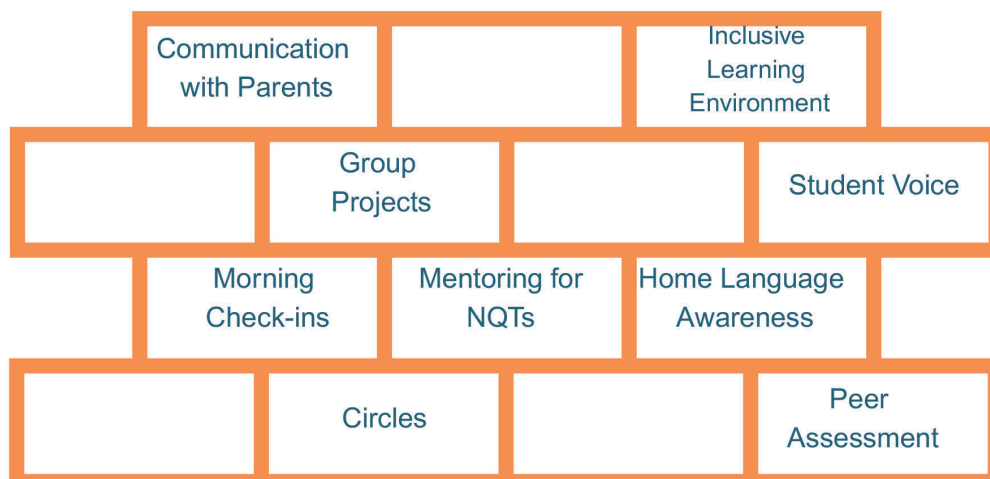 Communication
with Parents
Inclusive
Learning
Environment
Group
Projects
Student Voice
Morning
Check-ins
Mentoring for
NQTs
Home Language
Awareness
Circles
Peer
Assessment